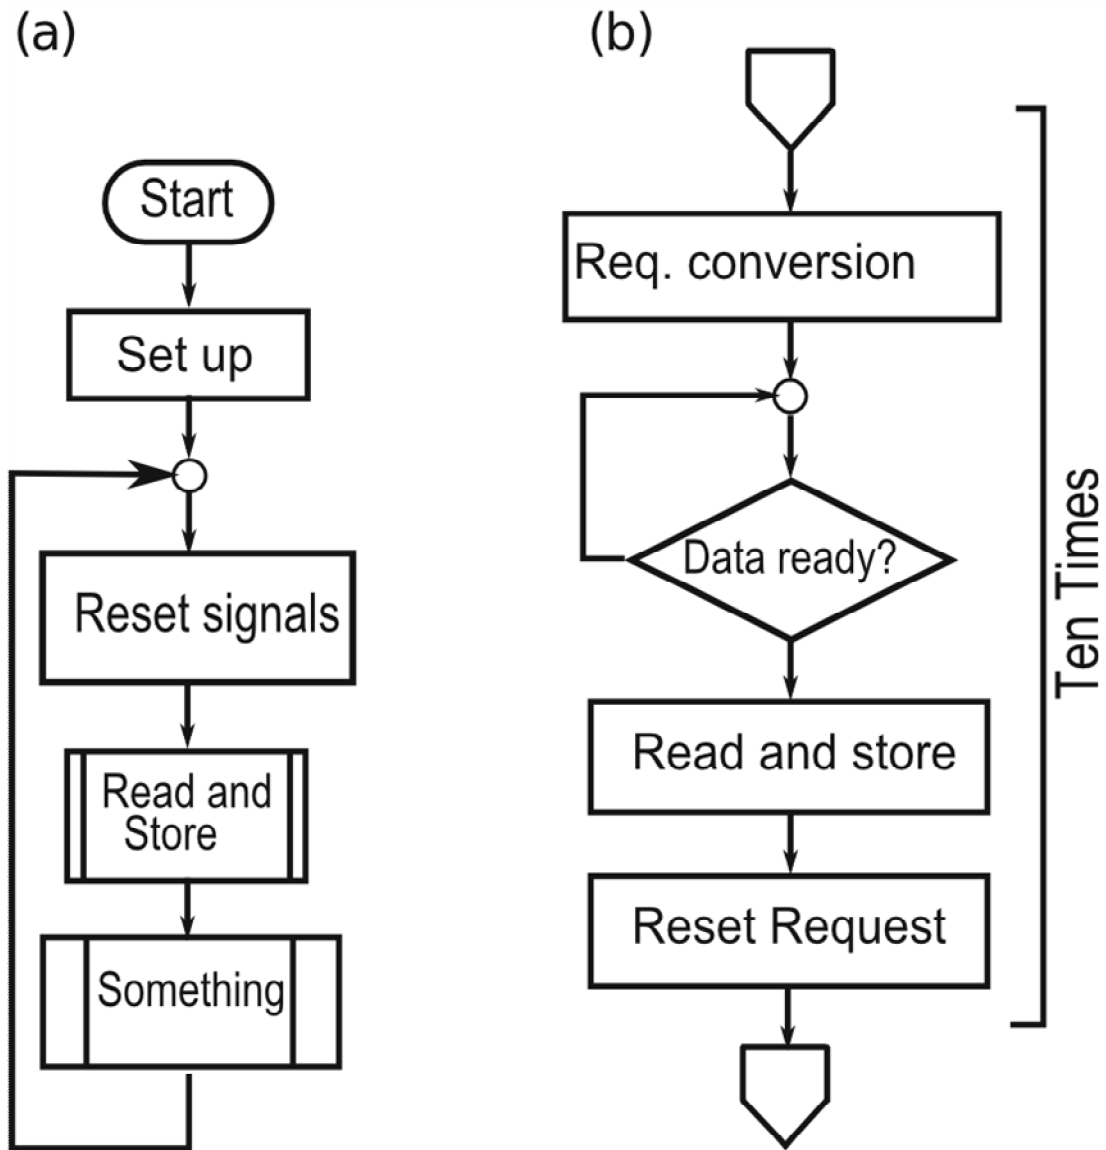 (a)
Start
Set up
Reset signals
Read and
Store
Something
(b)
Req. conversion
Data ready?
Read and store
Reset Request
Ten Times